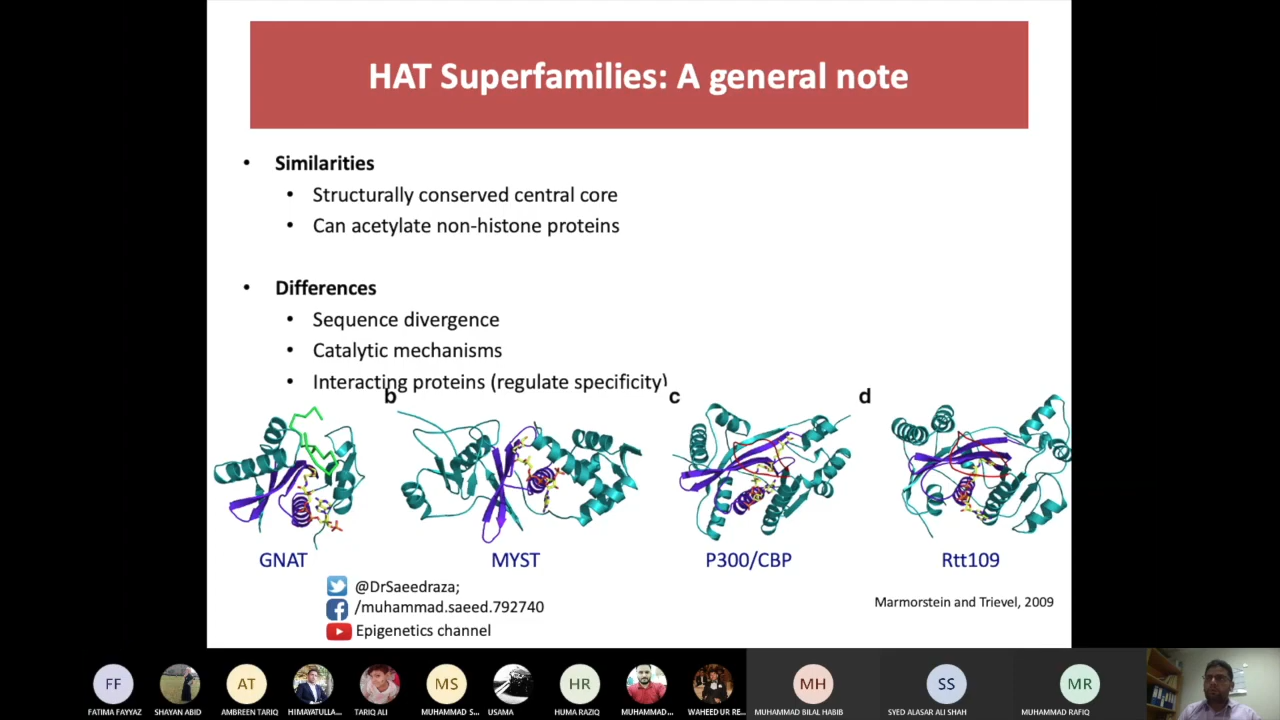 HAT Superfamilies: A general note
• Similarities
• Structurally conserved central core
• Can acetylate non-histone proteins
• Differences
• Sequence divergence
• Catalytic mechanisms
• Interacting proteins (regulate specificity)
b
c
d
GNAT
MYST
P300/CBP
Rtt109
@DrSaeedraza;
/muhammad.saeed.792740
Epigenetics channel
Marmorstein and Trievel, 2009
FF
AT
MS
HR
MH
SS
MR
FATIMA FAYYAZ
SHAYAN ABID
AMBREEN TARIQ
HIMAYATULLA...
TARIQ ALI
MUHAMMAD S...
USAMA
HUMA RAZIQ
MUHAMMAD...
WAHEED UR RE...
MUHAMMAD BILAL HABIB
SYED ALASAR ALI SHAH
MUHAMMAD RAFIQ